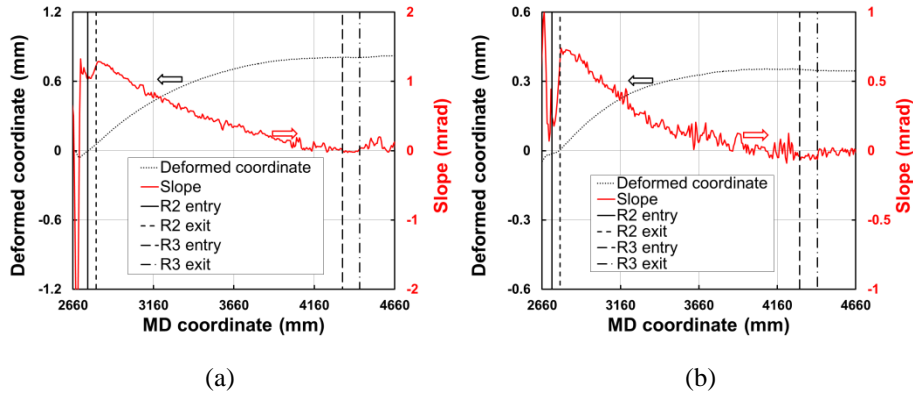 1.2
0.6
0
-0.6
-1.2
Deformed coordinate (mm)
2
1
0
-1
-2
Slope (mrad)
Deformed coordinate
Slope
R2 entry
R2 exit
R3 entry
R3 exit
2660 3160 3660 4160 4660
MD coordinate (mm)
(a)
0.6
0.3
0
-0.3
-0.6
Deformed coordinate (mm)
1
0.5
0
-0.5
-1
Slope (mrad)
Deformed coordinate
Slope
R2 entry
R2 exit
R3 entry
R3 exit
2660 3160 3660 4160 4660
MD coordinate (mm)
(b)